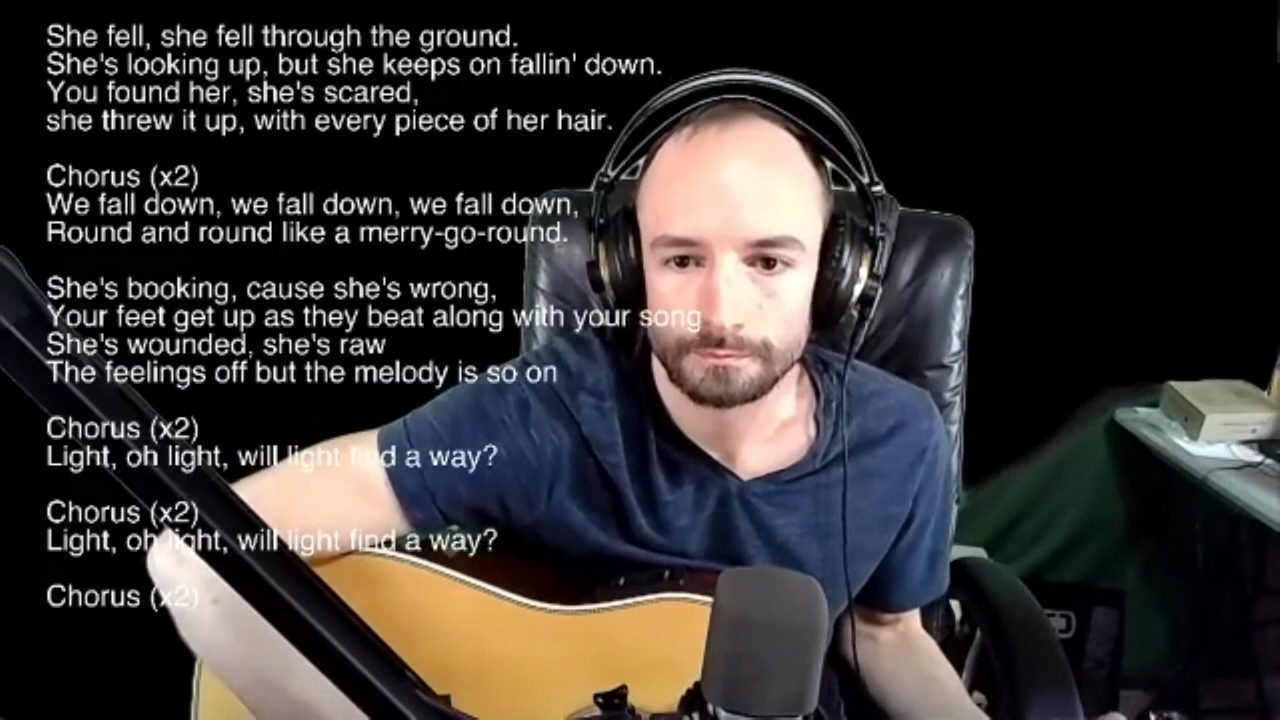 She fell, she fell through the ground.
She's looking up, but she keeps on fallin' down.
You found her, she's scared,
she threw it up, with every piece of her hair.
Chorus (x2)
We fall down, we fall down, we fall down,
Round and round like a merry-go-round.
She's booking, cause she's wrong,
Your feet get up as they beat along with your song
She's wounded, she's raw
The feelings off but the melody is so on
Chorus (x2)
Light, oh light, will light find a way?
Chorus (x2)
Light, oh light, will light find a way?
Chorus (x2)